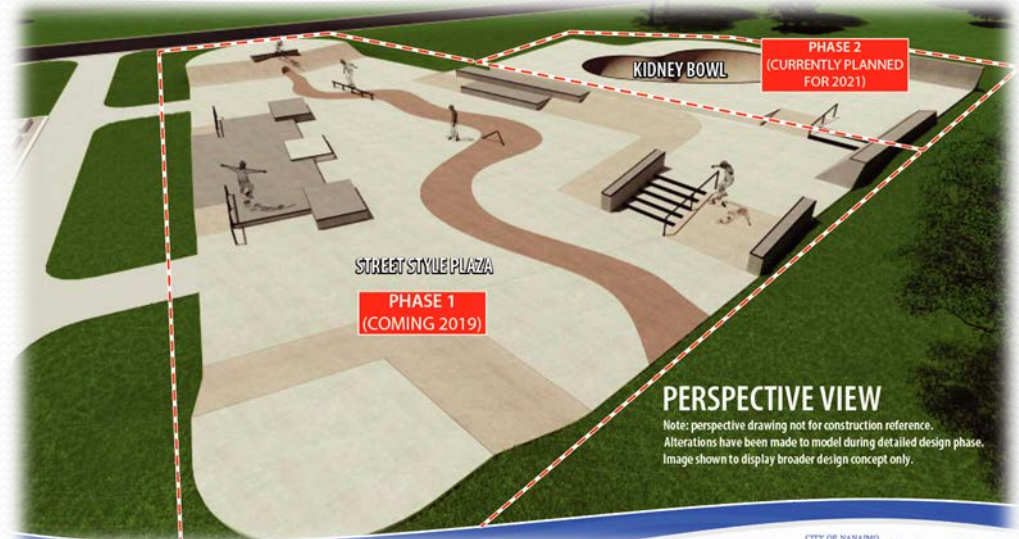 PHASE 2
(CURRENTLY PLANNED
FOR 2021)
KIDNEY BOWL
STREET STYLE PLAZA
PHASE 1
(COMING 2019)
PERSPECTIVE VIEW
Note: perspective drawing not for construction reference.
Alterations have been made to model during detailed design phase.
Image shown to display broader design concept only.
CITY OF NANAIMO